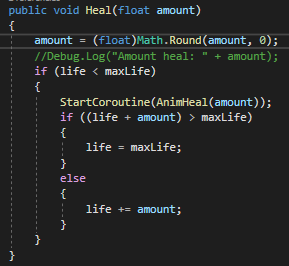 public void Heal(float amount)
{
    amount = (float)Math.Round(amount, 0);
    //Debug.Log("Amount heal: " + amount);
    if (life < maxLife)
    {
        StartCoroutine(AnimHeal(amount));
        if ((life + amount) > maxLife)
        {
            life = maxLife;
        }
        else
        {
            life += amount;
        }
    }
}